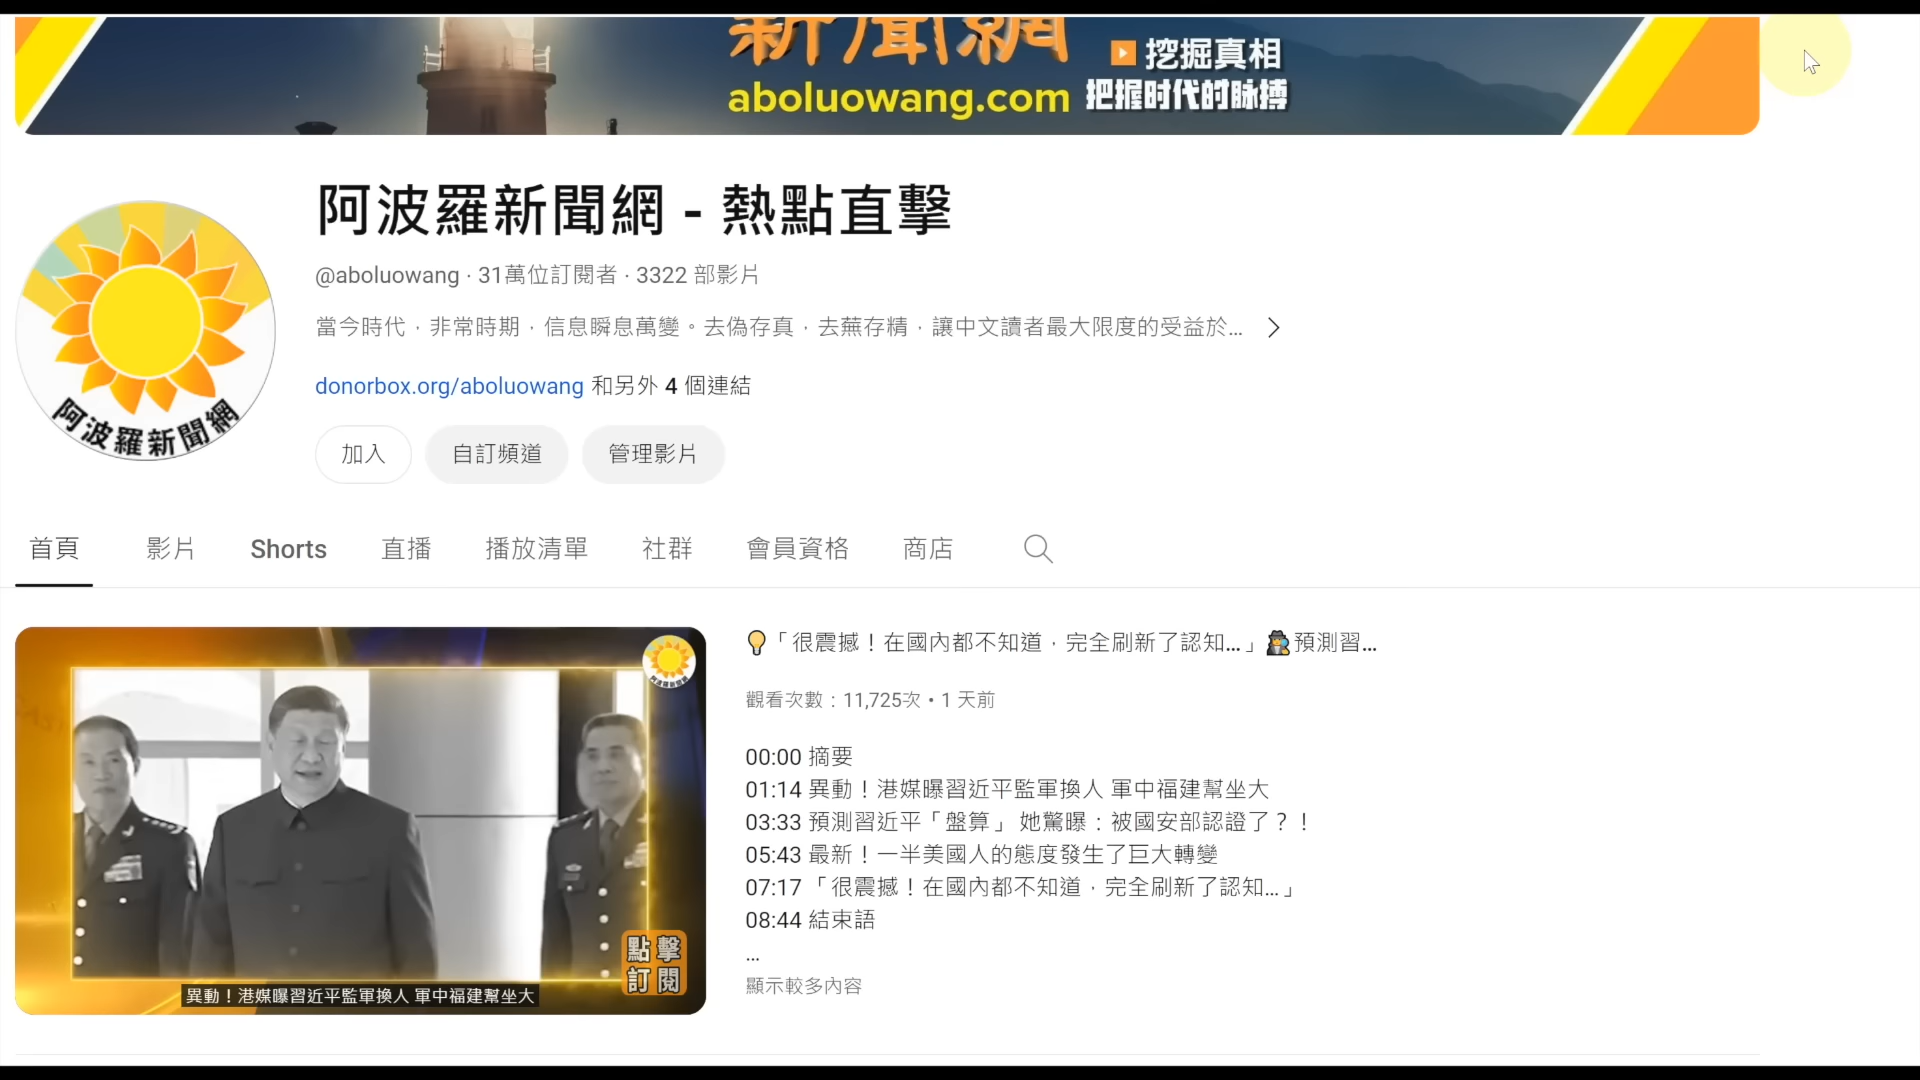 新聞網
aboluowang.com
挖掘真相
把握时代的脉搏
阿波羅新聞網 - 熱點直擊
@aboluowang · 31萬位訂閱者 · 3322 部影片
當今時代，非常時期，信息瞬息萬變。去偽存真，去蕪存精，讓中文讀者最大限度的受益於...
donorbox.org/aboluowang 和另外 4 個連結
加入 自訂頻道 管理影片
阿波羅新聞網
首頁 影片 Shorts 直播 播放清單 社群 會員資格 商店
「很震撼！在國內都不知道，完全刷新了認知...」預測習...
觀看次數：11,725次 • 1 天前
00:00 摘要
01:14 異動！港媒曝習近平監軍換人 軍中福建幫坐大
03:33 預測習近平「盤算」 她驚曝：被國安部認證了？！
05:43 最新！一半美國人的態度發生了巨大轉變
07:17 「很震撼！在國內都不知道，完全刷新了認知...」
08:44 結束語
...
顯示較多內容
阿波羅新聞網
點擊
訂閱
異動！港媒曝習近平監軍換人 軍中福建幫坐大